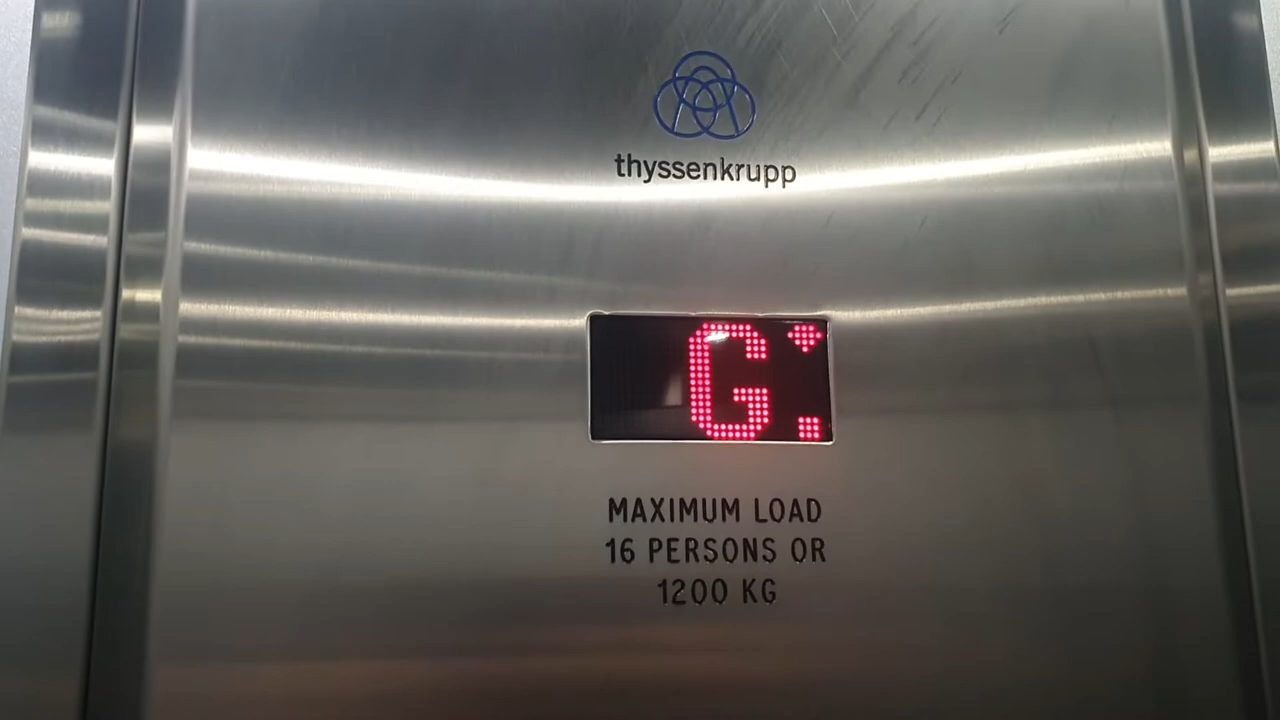 thyssenkrupp
G
MAXIMUM LOAD
16 PERSONS OR
1200 KG